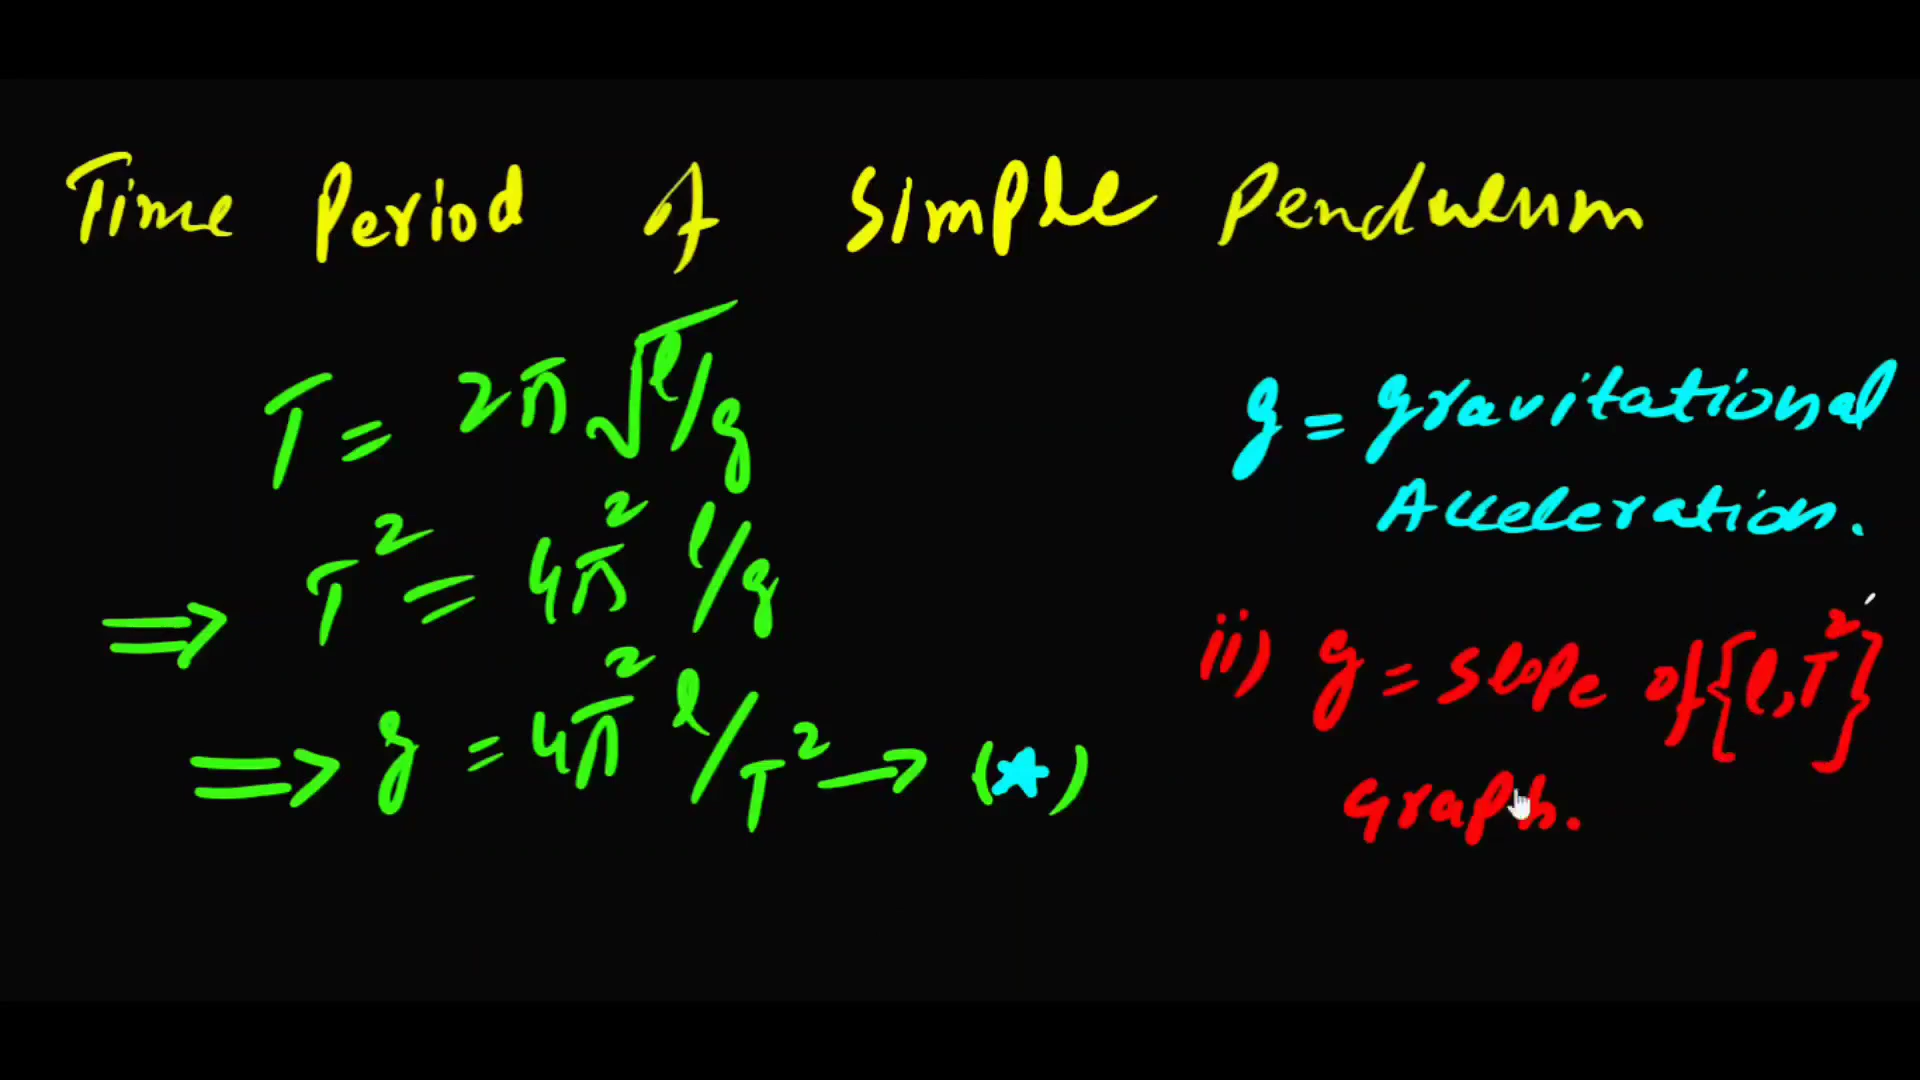 Time Period of Simple Pendulum
T = 2π√l/g
⇒ T² = 4π² l/g
⇒ g = 4π² l/T² → (★)
g = gravitational
Acceleration.
ii) g = slope of {l, T²}
Graph.